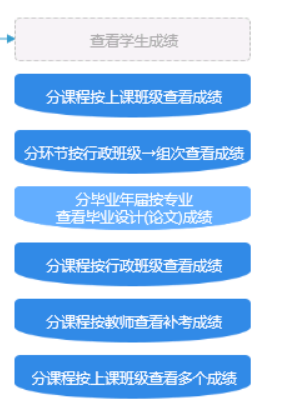 查看学生成绩
分课程按上课班级查看成绩
分环节按行政班级→组次查看成绩
分毕业年届按专业
查看毕业设计(论文)成绩
分课程按行政班级查看成绩
分课程按教师查看补考成绩
分课程按上课班级查看多个成绩